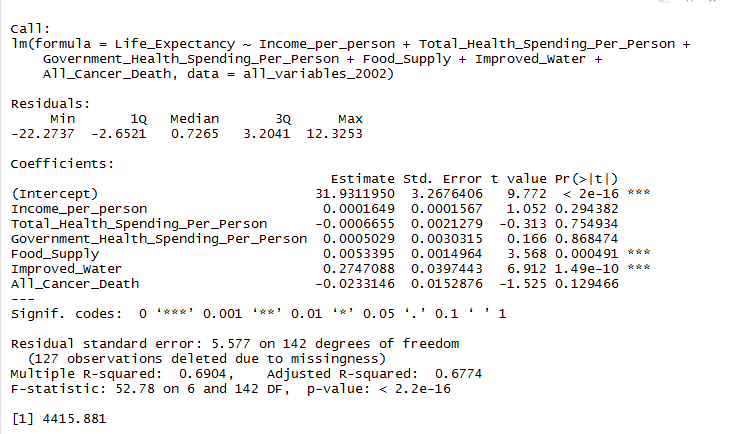 Call:
lm(formula = Life_Expectancy ~ Income_per_person + Total_Health_Spending_Per_Person +
    Government_Health_Spending_Per_Person + Food_Supply + Improved_Water +
    All_Cancer_Death, data = all_variables_2002)
Residuals:
     Min       1Q   Median       3Q      Max
-22.2737  -2.6521   0.7265   3.2041  12.3253
Coefficients:
                                        Estimate Std. Error t value Pr(>|t|)
(Intercept)                           31.9311950  3.2676406   9.772  < 2e-16 ***
Income_per_person                      0.0001649  0.0001567   1.052 0.294382
Total_Health_Spending_Per_Person      -0.0006655  0.0021279  -0.313 0.754934
Government_Health_Spending_Per_Person  0.0005029  0.0030315   0.166 0.868474
Food_Supply                            0.0053395  0.0014964   3.568 0.000491 ***
Improved_Water                         0.2747088  0.0397443   6.912 1.49e-10 ***
All_Cancer_Death                      -0.0233146  0.0152876  -1.525 0.129466
---
Signif. codes:  0 ‘***’ 0.001 ‘**’ 0.01 ‘*’ 0.05 ‘.’ 0.1 ‘ ’ 1
Residual standard error: 5.577 on 142 degrees of freedom
  (127 observations deleted due to missingness)
Multiple R-squared:  0.6904,    Adjusted R-squared:  0.6774
F-statistic: 52.78 on 6 and 142 DF,  p-value: < 2.2e-16
[1] 4415.881